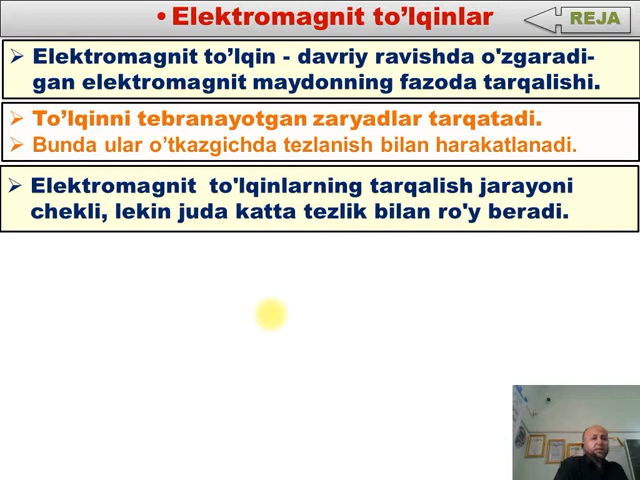 •Elektromagnit to’lqinlar
REJA
➢ Elektromagnit to’lqin - davriy ravishda o'zgaradi-
gan elektromagnit maydonning fazoda tarqalishi.
➢ To’lqinni tebranayotgan zaryadlar tarqatadi.
➢ Bunda ular o’tkazgichda tezlanish bilan harakatlanadi.
➢ Elektromagnit to'lqinlarning tarqalish jarayoni
chekli, lekin juda katta tezlik bilan ro'y beradi.